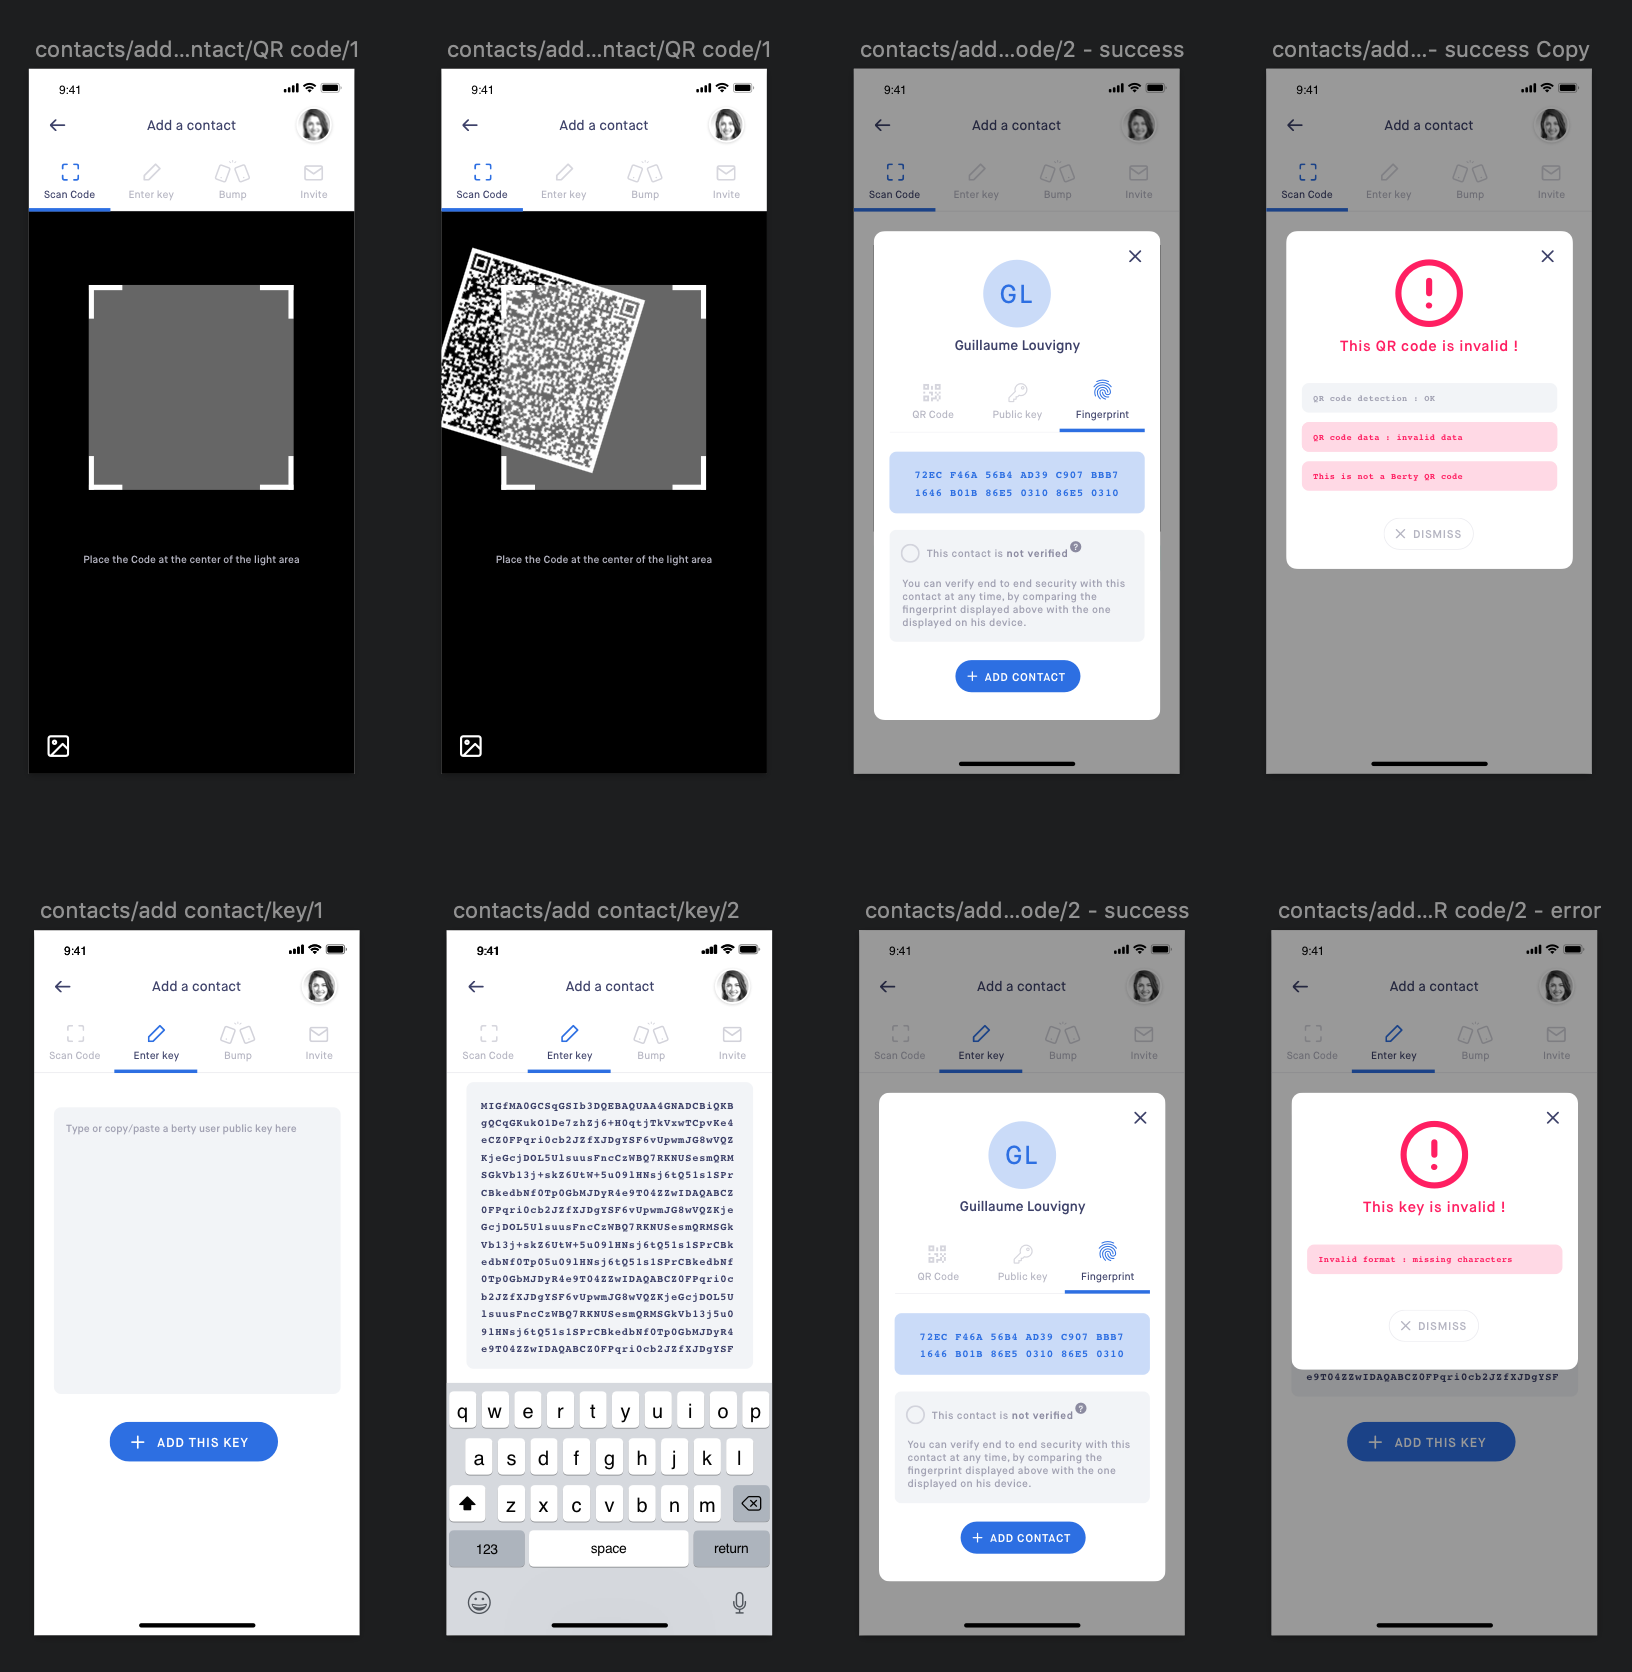 contacts/add...ntact/QR code/1
9:41
Add a contact
Scan Code
Enter key
Bump
Invite
Place the Code at the center of the light area
contacts/add...ntact/QR code/1
9:41
Add a contact
Scan Code
Enter key
Bump
Invite
Place the Code at the center of the light area
contacts/add...ode/2 - success
9:41
Add a contact
Scan Code
Enter key
Bump
Invite
GL
Guillaume Louvigny
QR Code
Public key
Fingerprint
72EC F46A 56B4 AD39 C907 BBB7
1646 B01B 86E5 0310 86E5 0310
This contact is not verified ?
You can verify end to end security with this
contact at any time, by comparing the
fingerprint displayed above with the one
displayed on his device.
+ ADD CONTACT
contacts/add...- success Copy
9:41
Add a contact
Scan Code
Enter key
Bump
Invite
This QR code is invalid !
QR code detection : OK
QR code data : invalid data
This is not a Berty QR code
DISMISS
contacts/add contact/key/1
9:41
Add a contact
Scan Code
Enter key
Bump
Invite
Type or copy/paste a berty user public key here
+ ADD THIS KEY
contacts/add contact/key/2
9:41
Add a contact
Scan Code
Enter key
Bump
Invite
MIGfMA0GCSqGSIb3DQEBAQUAA4GNADCBiQKB
gQCqGKukO1De7zhZj6+H0qtjTkVxwTCpvKe4
eCZ0FPqri0cb2JZfXJDgYSF6vUpwmJG8wVQZ
KjeGcjDOL5UlsuusFncCzWBQ7RKNUSesmQRM
SGkVb13j+skZ6UtW+5u09lHNsj6tQ51s1SPr
CBkedbNf0Tp0GbMJDyR4e9T04ZZwIDAQABCZ
0FPqri0cb2JZfXJDgYSF6vUpwmJG8wVQZKje
GcjDOL5UlsuusFncCzWBQ7RKNUSesmQRMSGk
Vb13j+skZ6UtW+5u09lHNsj6tQ51s1SPrCBk
edbNf0Tp05u09lHNsj6tQ51s1SPrCBkedbNf
0Tp0GbMJDyR4e9T04ZZwIDAQABCZ0FPqri0c
b2JZfXJDgYSF6vUpwmJG8wVQZKjeGcjDOL5U
lsuusFncCzWBQ7RKNUSesmQRMSGkVb13j5u0
9lHNsj6tQ51s1SPrCBkedbNf0Tp0GbMJDyR4
e9T04ZZwIDAQABCZ0FPqri0cb2JZfXJDgYSF
q w e r t y u i o p
a s d f g h j k l
z x c v b n m
123 space return
contacts/add...ode/2 - success
9:41
Add a contact
Scan Code
Enter key
Bump
Invite
GL
Guillaume Louvigny
QR Code
Public key
Fingerprint
72EC F46A 56B4 AD39 C907 BBB7
1646 B01B 86E5 0310 86E5 0310
This contact is not verified ?
You can verify end to end security with this
contact at any time, by comparing the
fingerprint displayed above with the one
displayed on his device.
+ ADD CONTACT
contacts/add...R code/2 - error
9:41
Add a contact
Scan Code
Enter key
Bump
Invite
This key is invalid !
Invalid format : missing characters
DISMISS
e9T04ZZwIDAQABCZ0FPqri0cb2JZfXJDgYSF
+ ADD THIS KEY